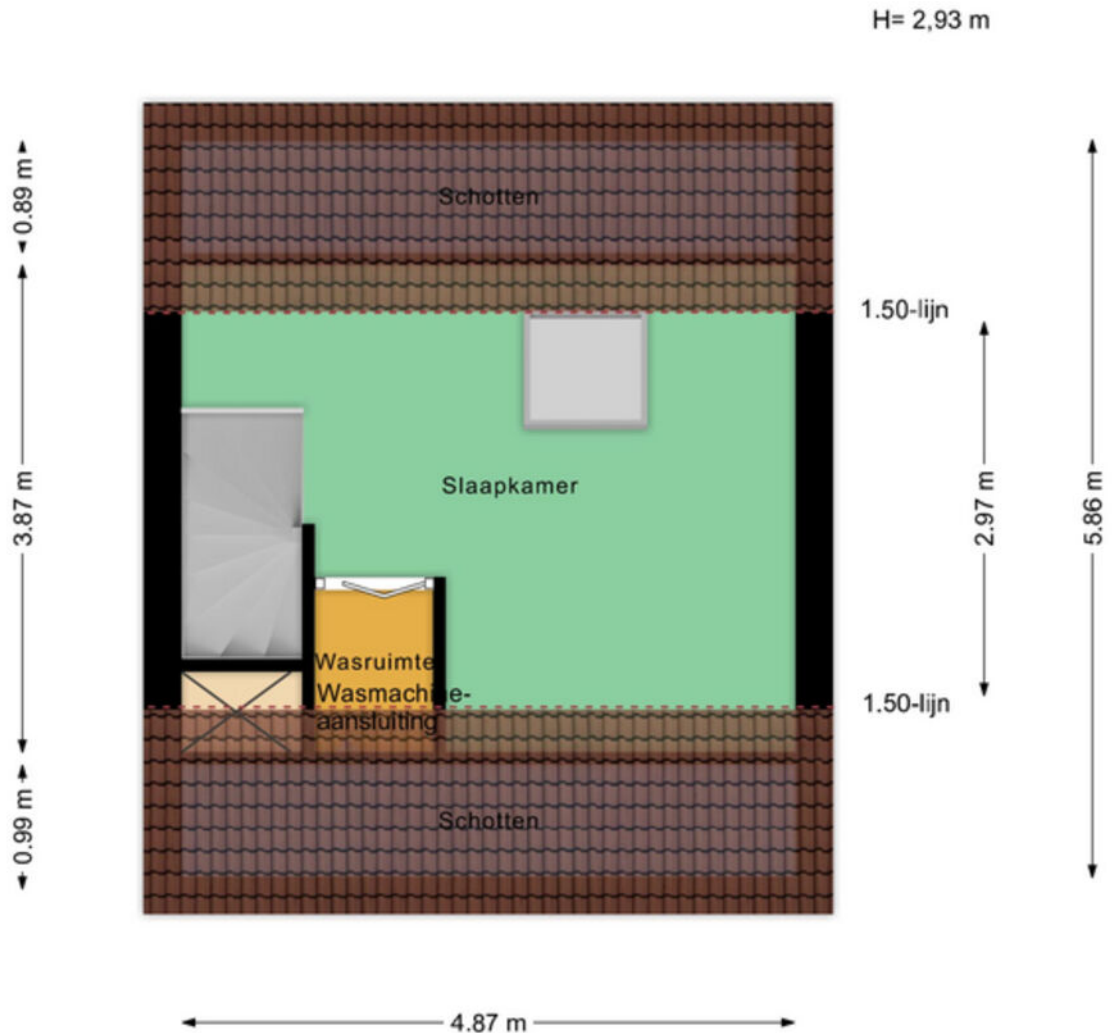 H= 2,93 m
0.89 m
Schotten
1.50-lijn
3.87 m
Slaapkamer
2.97 m
5.86 m
Wasruimte
Wasmachine-
aansluiting
1.50-lijn
0.99 m
Schotten
4.87 m